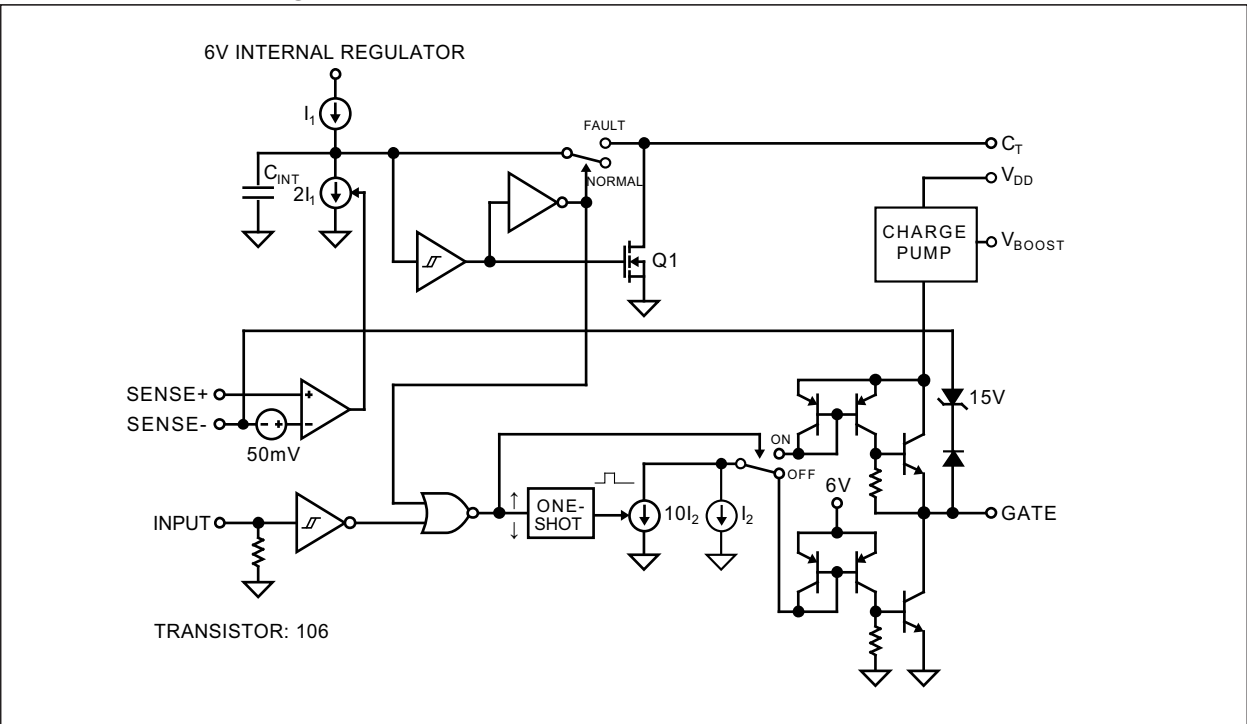 6V INTERNAL REGULATOR
I1
FAULT
CT
CINT
2I1
NORMAL
VDD
CHARGE
PUMP
VBOOST
Q1
SENSE+
+
15V
SENSE-
- +
−
50mV
ON
OFF
6V
INPUT
↑
↓
ONE-
SHOT
10I2
I2
GATE
TRANSISTOR: 106